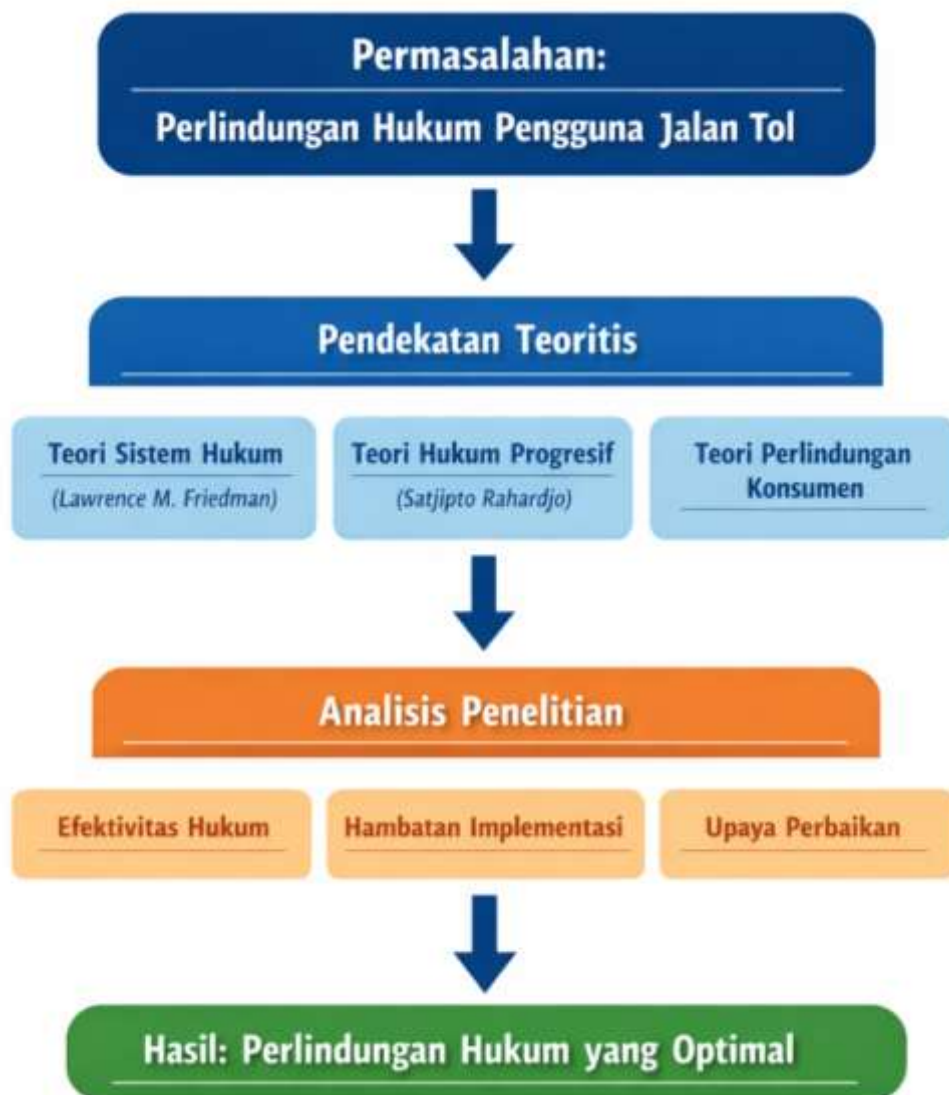 Permasalahan:
Perlindungan Hukum Pengguna Jalan Tol
Pendekatan Teoritis
Teori Sistem Hukum
(Lawrence M. Friedman)
Teori Hukum Progresif
(Satjipto Rahardjo)
Teori Perlindungan
Konsumen
Analisis Penelitian
Efektivitas Hukum
Hambatan Implementasi
Upaya Perbaikan
Hasil: Perlindungan Hukum yang Optimal